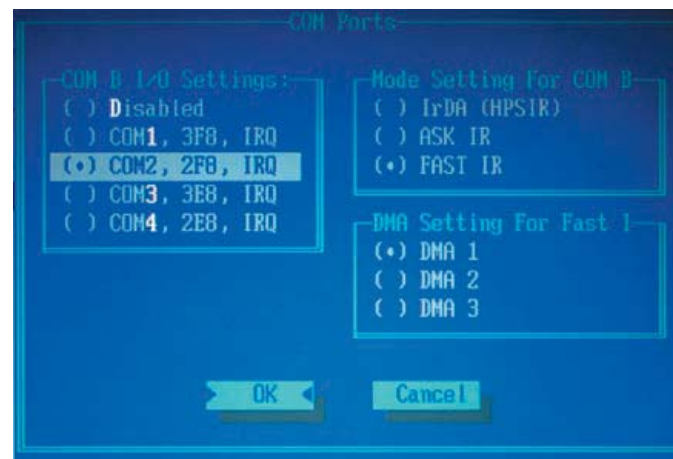 COM Ports
COM B I/O Settings:
( ) Disabled
( ) COM1, 3F8, IRQ
(•) COM2, 2F8, IRQ
( ) COM3, 3E8, IRQ
( ) COM4, 2E8, IRQ
Mode Setting For COM B
( ) IrDA (HPSIR)
( ) ASK IR
(•) FAST IR
DMA Setting For Fast I
(•) DMA 1
( ) DMA 2
( ) DMA 3
OK
Cancel